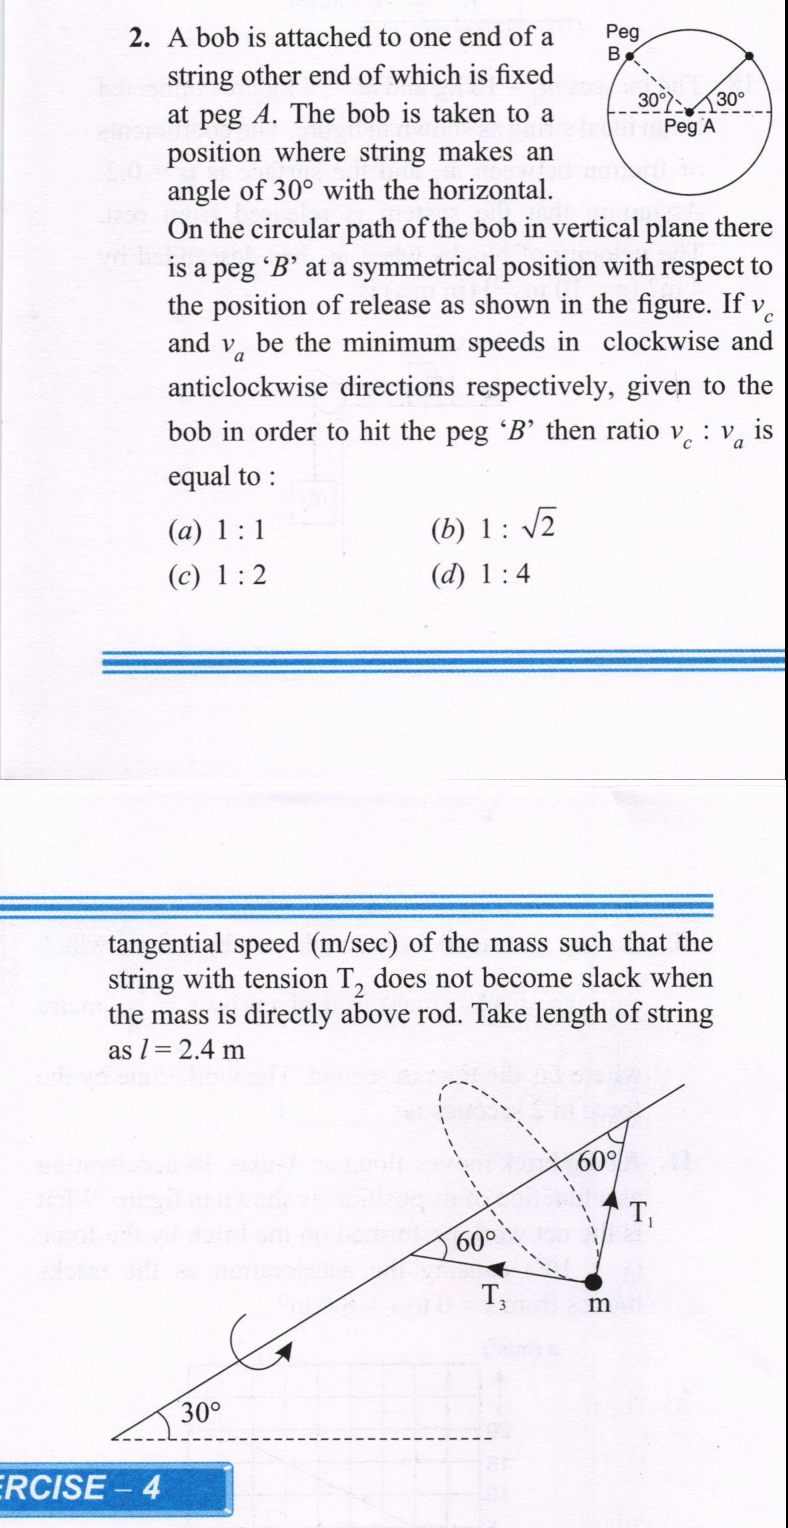 2. A bob is attached to one end of a
string other end of which is fixed
at peg A. The bob is taken to a
position where string makes an
angle of 30° with the horizontal.
On the circular path of the bob in vertical plane there
is a peg 'B' at a symmetrical position with respect to
the position of release as shown in the figure. If v_c
and v_a be the minimum speeds in clockwise and
anticlockwise directions respectively, given to the
bob in order to hit the peg 'B' then ratio v_c : v_a is
equal to :
(a) 1 : 1 (b) 1 : √2
(c) 1 : 2 (d) 1 : 4
Peg
B
30° 30°
Peg A
tangential speed (m/sec) of the mass such that the
string with tension T₂ does not become slack when
the mass is directly above rod. Take length of string
as l = 2.4 m
60°
T₁
60°
T₃
m
30°
ERCISE – 4